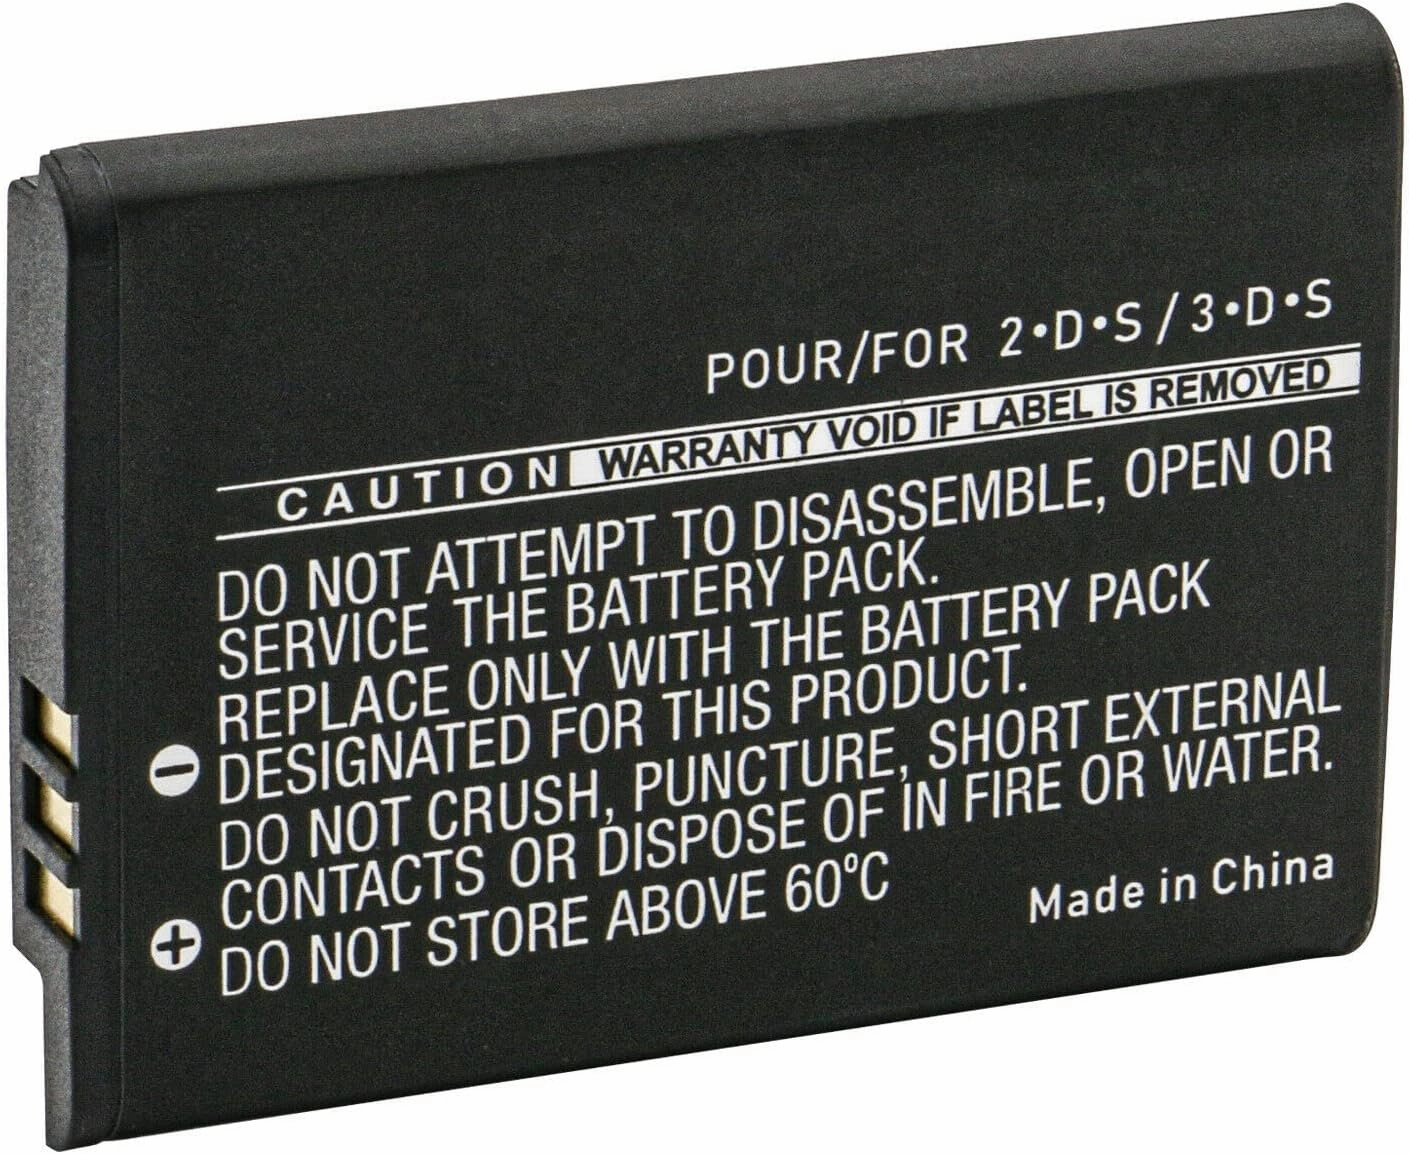 POUR/FOR 2•D•S / 3•D•S
CAUTION WARRANTY VOID IF LABEL IS REMOVED
DO NOT ATTEMPT TO DISASSEMBLE, OPEN OR
SERVICE THE BATTERY PACK.
REPLACE ONLY WITH THE BATTERY PACK
DESIGNATED FOR THIS PRODUCT.
DO NOT CRUSH, PUNCTURE, SHORT EXTERNAL
CONTACTS OR DISPOSE OF IN FIRE OR WATER.
DO NOT STORE ABOVE 60ºC
Made in China